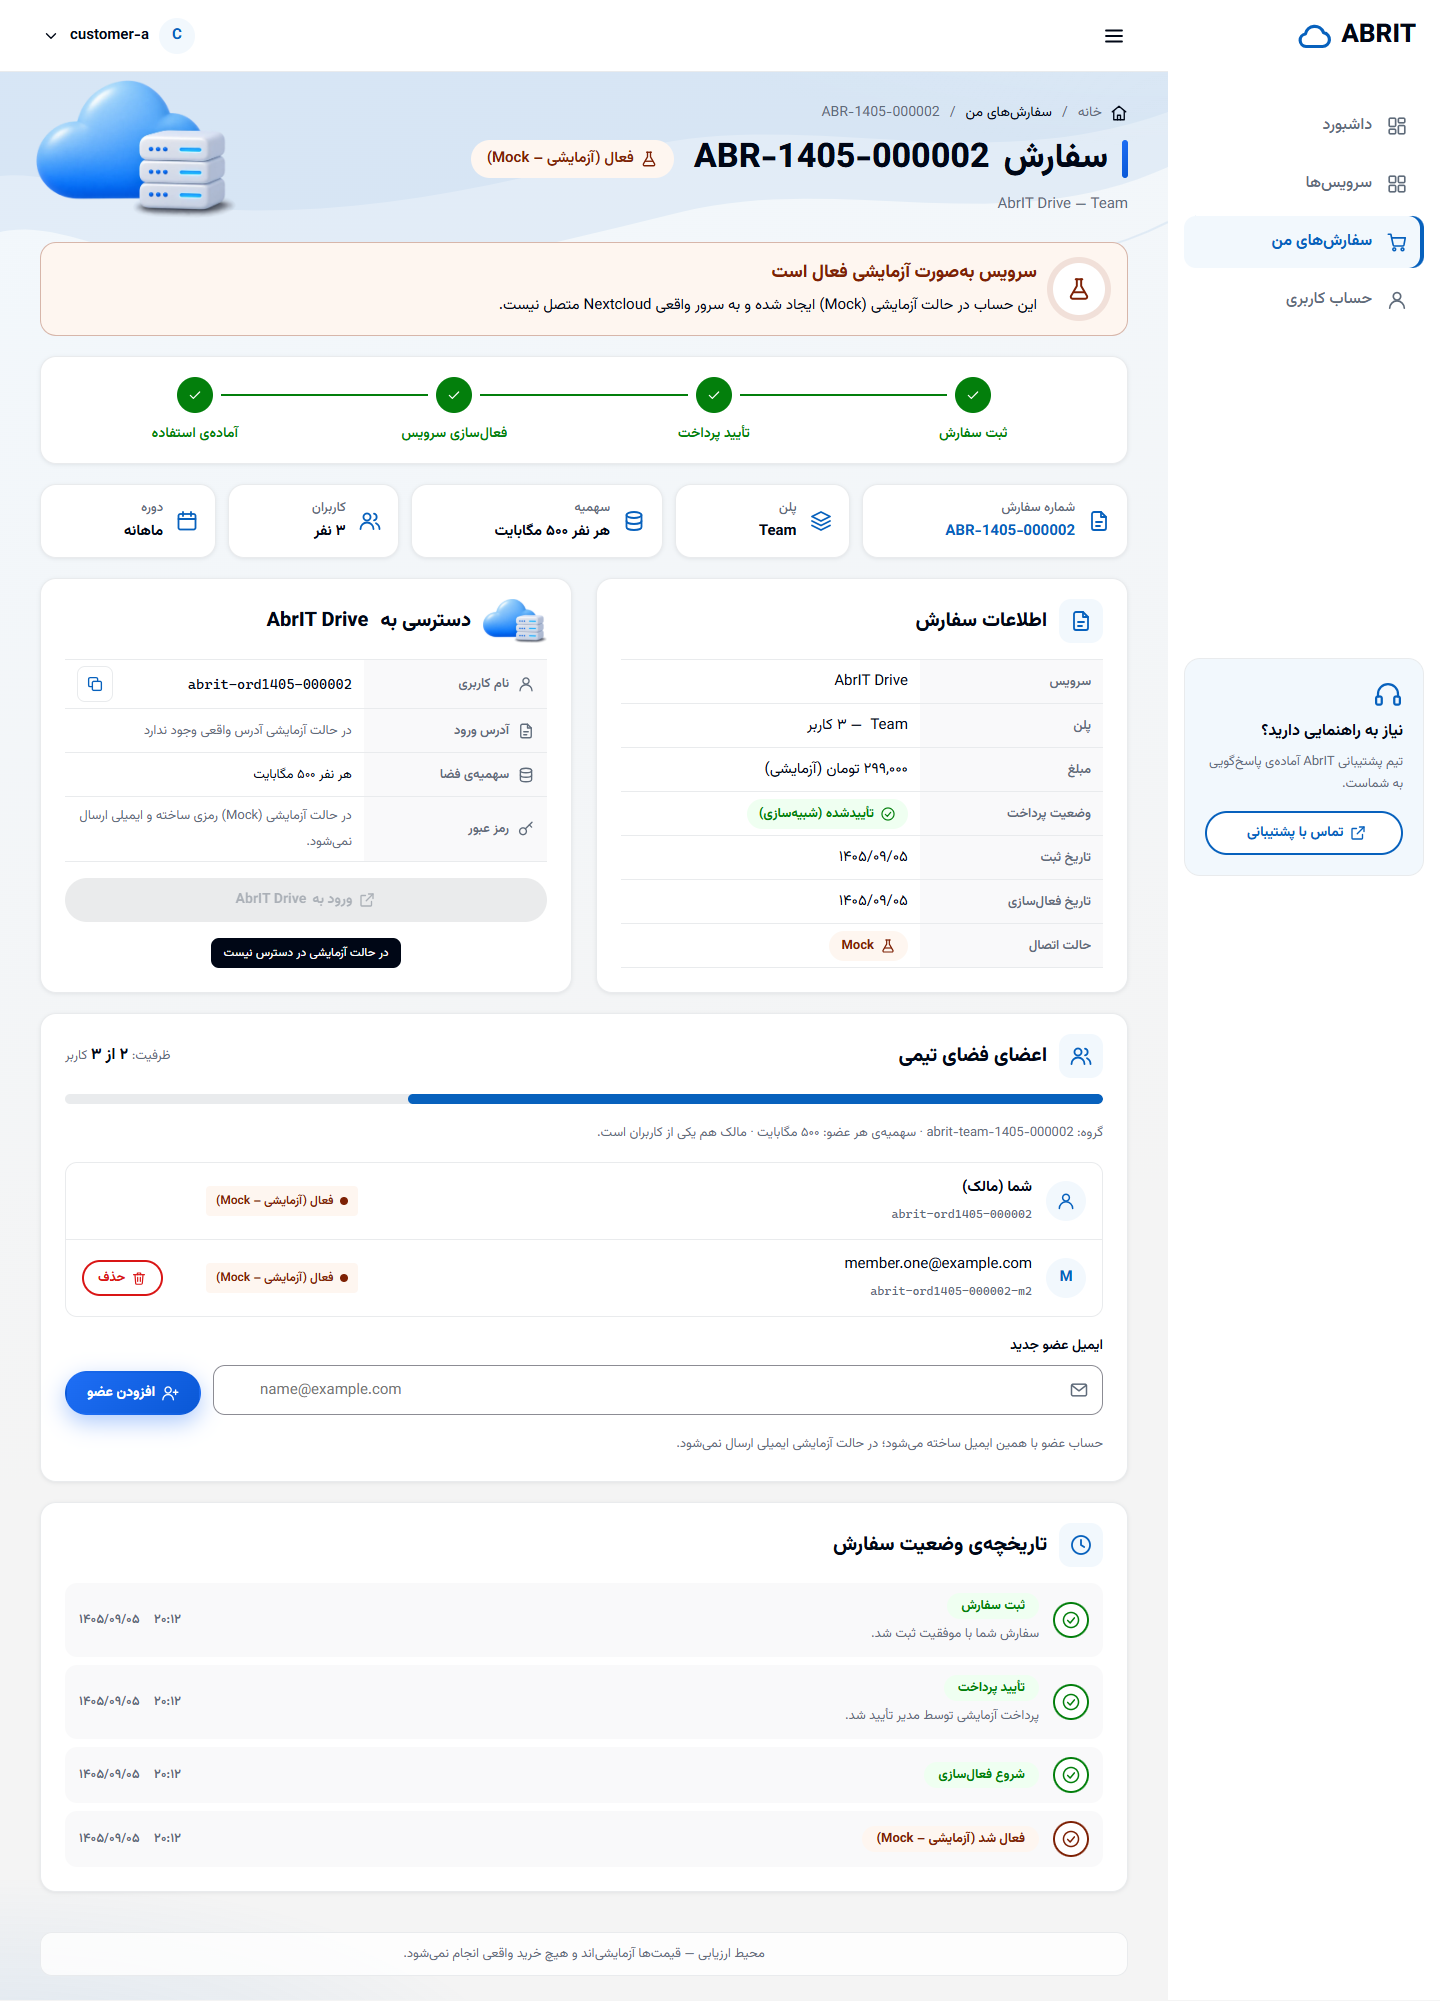 ABRIT
داشبورد
سرویس‌ها
سفارش‌های من
حساب کاربری
نیاز به راهنمایی دارید؟
تیم پشتیبانی AbrIT آماده‌ی پاسخ‌گویی
به شماست.
تماس با پشتیبانی
C customer-a
خانه / سفارش‌های من / ABR-1405-000002
سفارش ABR-1405-000002 فعال (آزمایشی – Mock)
AbrIT Drive — Team
سرویس به‌صورت آزمایشی فعال است
این حساب در حالت آزمایشی (Mock) ایجاد شده و به سرور واقعی Nextcloud متصل نیست.
ثبت سفارش
تأیید پرداخت
فعال‌سازی سرویس
آماده‌ی استفاده
شماره سفارش
ABR-1405-000002
پلن
Team
سهمیه
هر نفر ۵۰۰ مگابایت
کاربران
۳ نفر
دوره
ماهانه
اطلاعات سفارش
سرویس AbrIT Drive
پلن Team — ۳ کاربر
مبلغ ۲۹۹٬۰۰۰ تومان (آزمایشی)
وضعیت پرداخت تأییدشده (شبیه‌سازی)
تاریخ ثبت ۱۴۰۵/۰۹/۰۵
تاریخ فعال‌سازی ۱۴۰۵/۰۹/۰۵
حالت اتصال Mock
دسترسی به AbrIT Drive
نام کاربری abrit-ord1405-000002
آدرس ورود در حالت آزمایشی آدرس واقعی وجود ندارد
سهمیه‌ی فضا هر نفر ۵۰۰ مگابایت
رمز عبور در حالت آزمایشی (Mock) رمزی ساخته و ایمیلی ارسال
نمی‌شود.
ورود به AbrIT Drive
در حالت آزمایشی در دسترس نیست
اعضای فضای تیمی
ظرفیت: ۲ از ۳ کاربر
گروه: abrit-team-1405-000002 · سهمیه‌ی هر عضو: ۵۰۰ مگابایت · مالک هم یکی از کاربران است.
شما (مالک)
abrit-ord1405-000002
فعال (آزمایشی – Mock)
M
member.one@example.com
abrit-ord1405-000002-m2
فعال (آزمایشی – Mock)
حذف
ایمیل عضو جدید
name@example.com
افزودن عضو
حساب عضو با همین ایمیل ساخته می‌شود؛ در حالت آزمایشی ایمیلی ارسال نمی‌شود.
تاریخچه‌ی وضعیت سفارش
ثبت سفارش
سفارش شما با موفقیت ثبت شد.
۲۰:۱۲ ۱۴۰۵/۰۹/۰۵
تأیید پرداخت
پرداخت آزمایشی توسط مدیر تأیید شد.
۲۰:۱۲ ۱۴۰۵/۰۹/۰۵
شروع فعال‌سازی
۲۰:۱۲ ۱۴۰۵/۰۹/۰۵
فعال شد (آزمایشی – Mock)
۲۰:۱۲ ۱۴۰۵/۰۹/۰۵
محیط ارزیابی — قیمت‌ها آزمایشی‌اند و هیچ خرید واقعی انجام نمی‌شود.